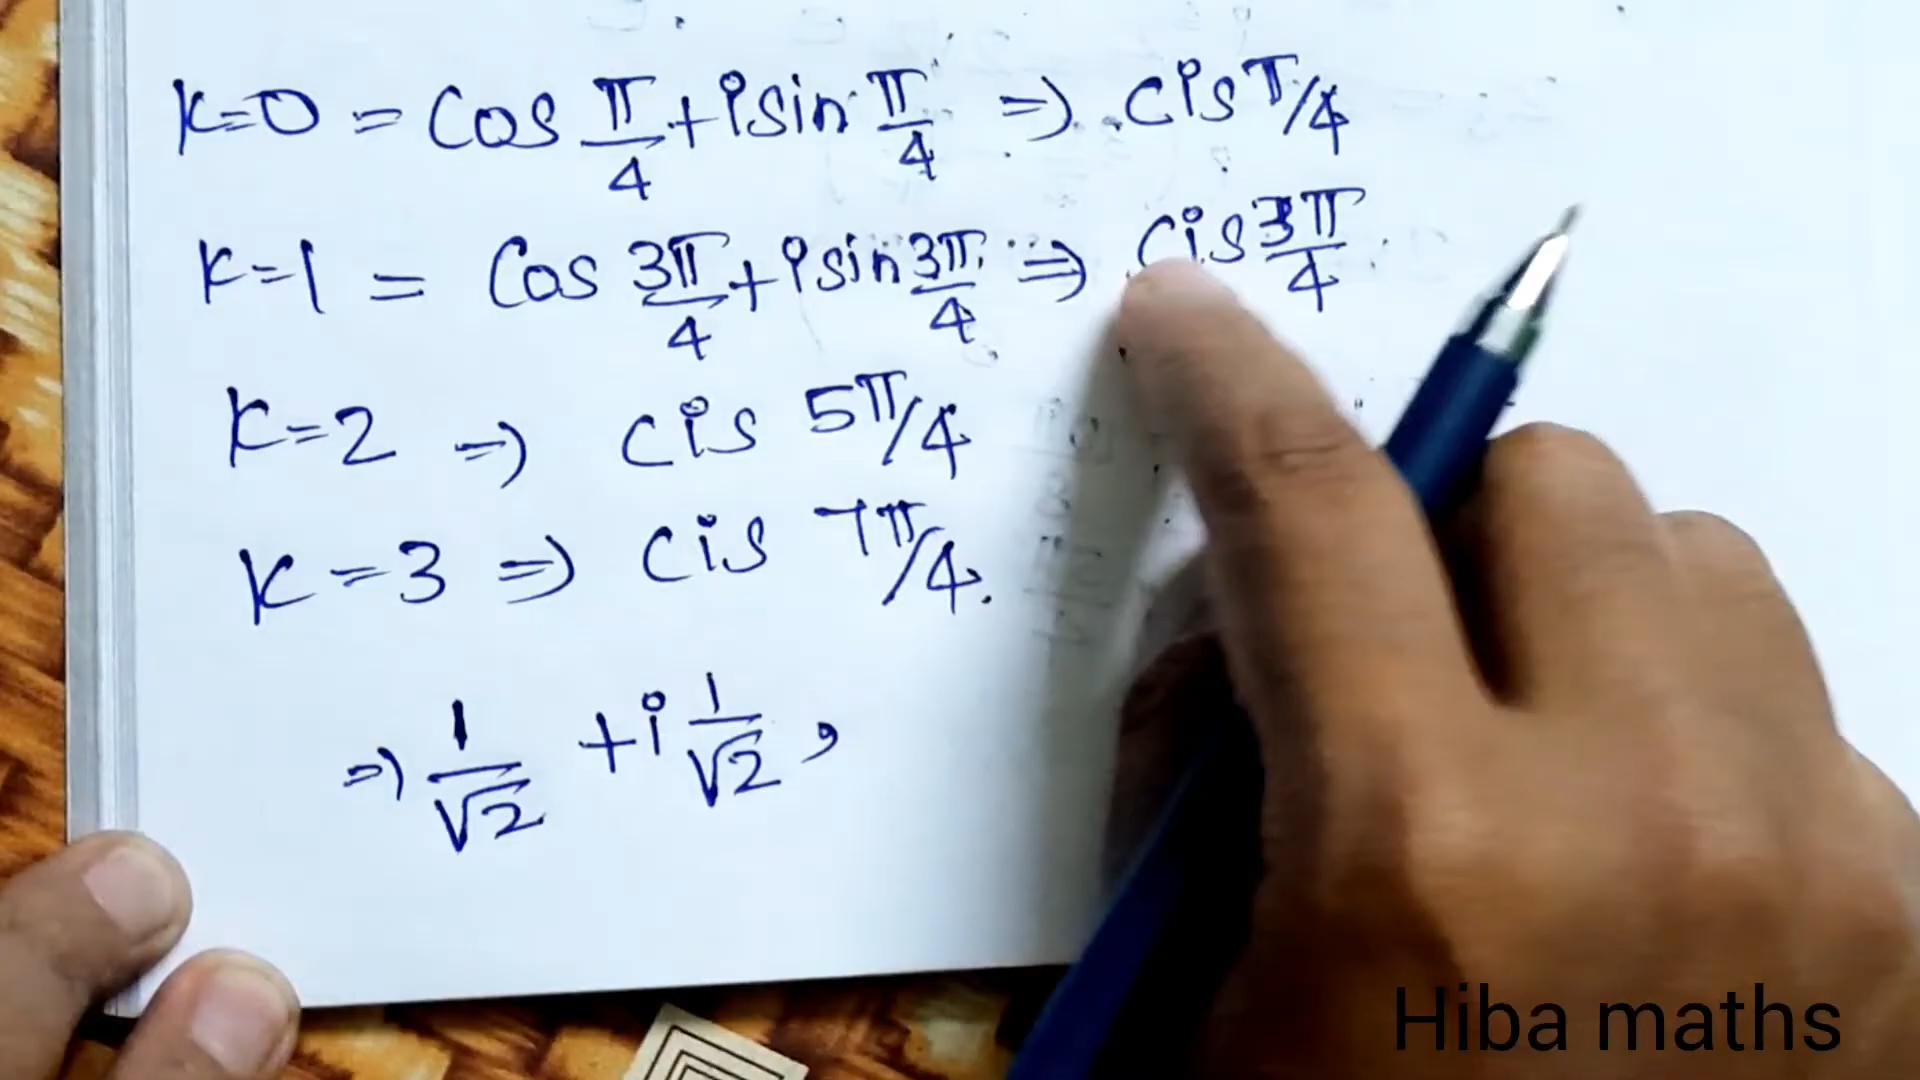 K=0 = Cos π/4 + i sin π/4 ⇒ Cis π/4
K=1 = Cos 3π/4 + i sin 3π/4 ⇒ Cis 3π/4
K=2 ⇒ Cis 5π/4
K=3 ⇒ Cis 7π/4.
⇒ 1/√2 + i 1/√2 ,
Hiba maths